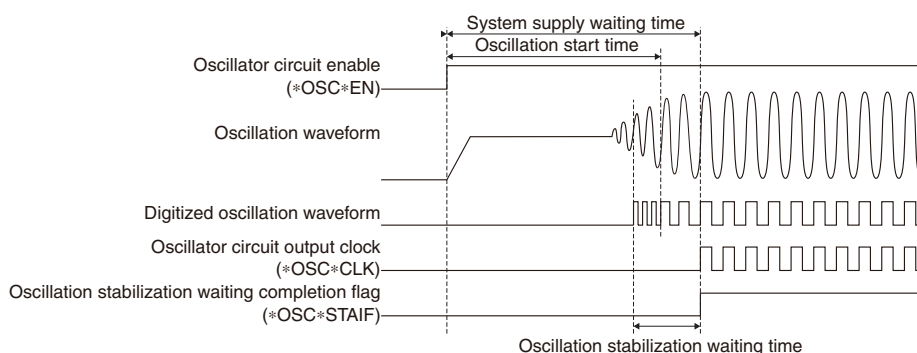 System supply waiting time
Oscillation start time
Oscillator circuit enable
(*OSC*EN)
Oscillation waveform
Digitized oscillation waveform
Oscillator circuit output clock
(*OSC*CLK)
Oscillation stabilization waiting completion flag
(*OSC*STAIF)
Oscillation stabilization waiting time